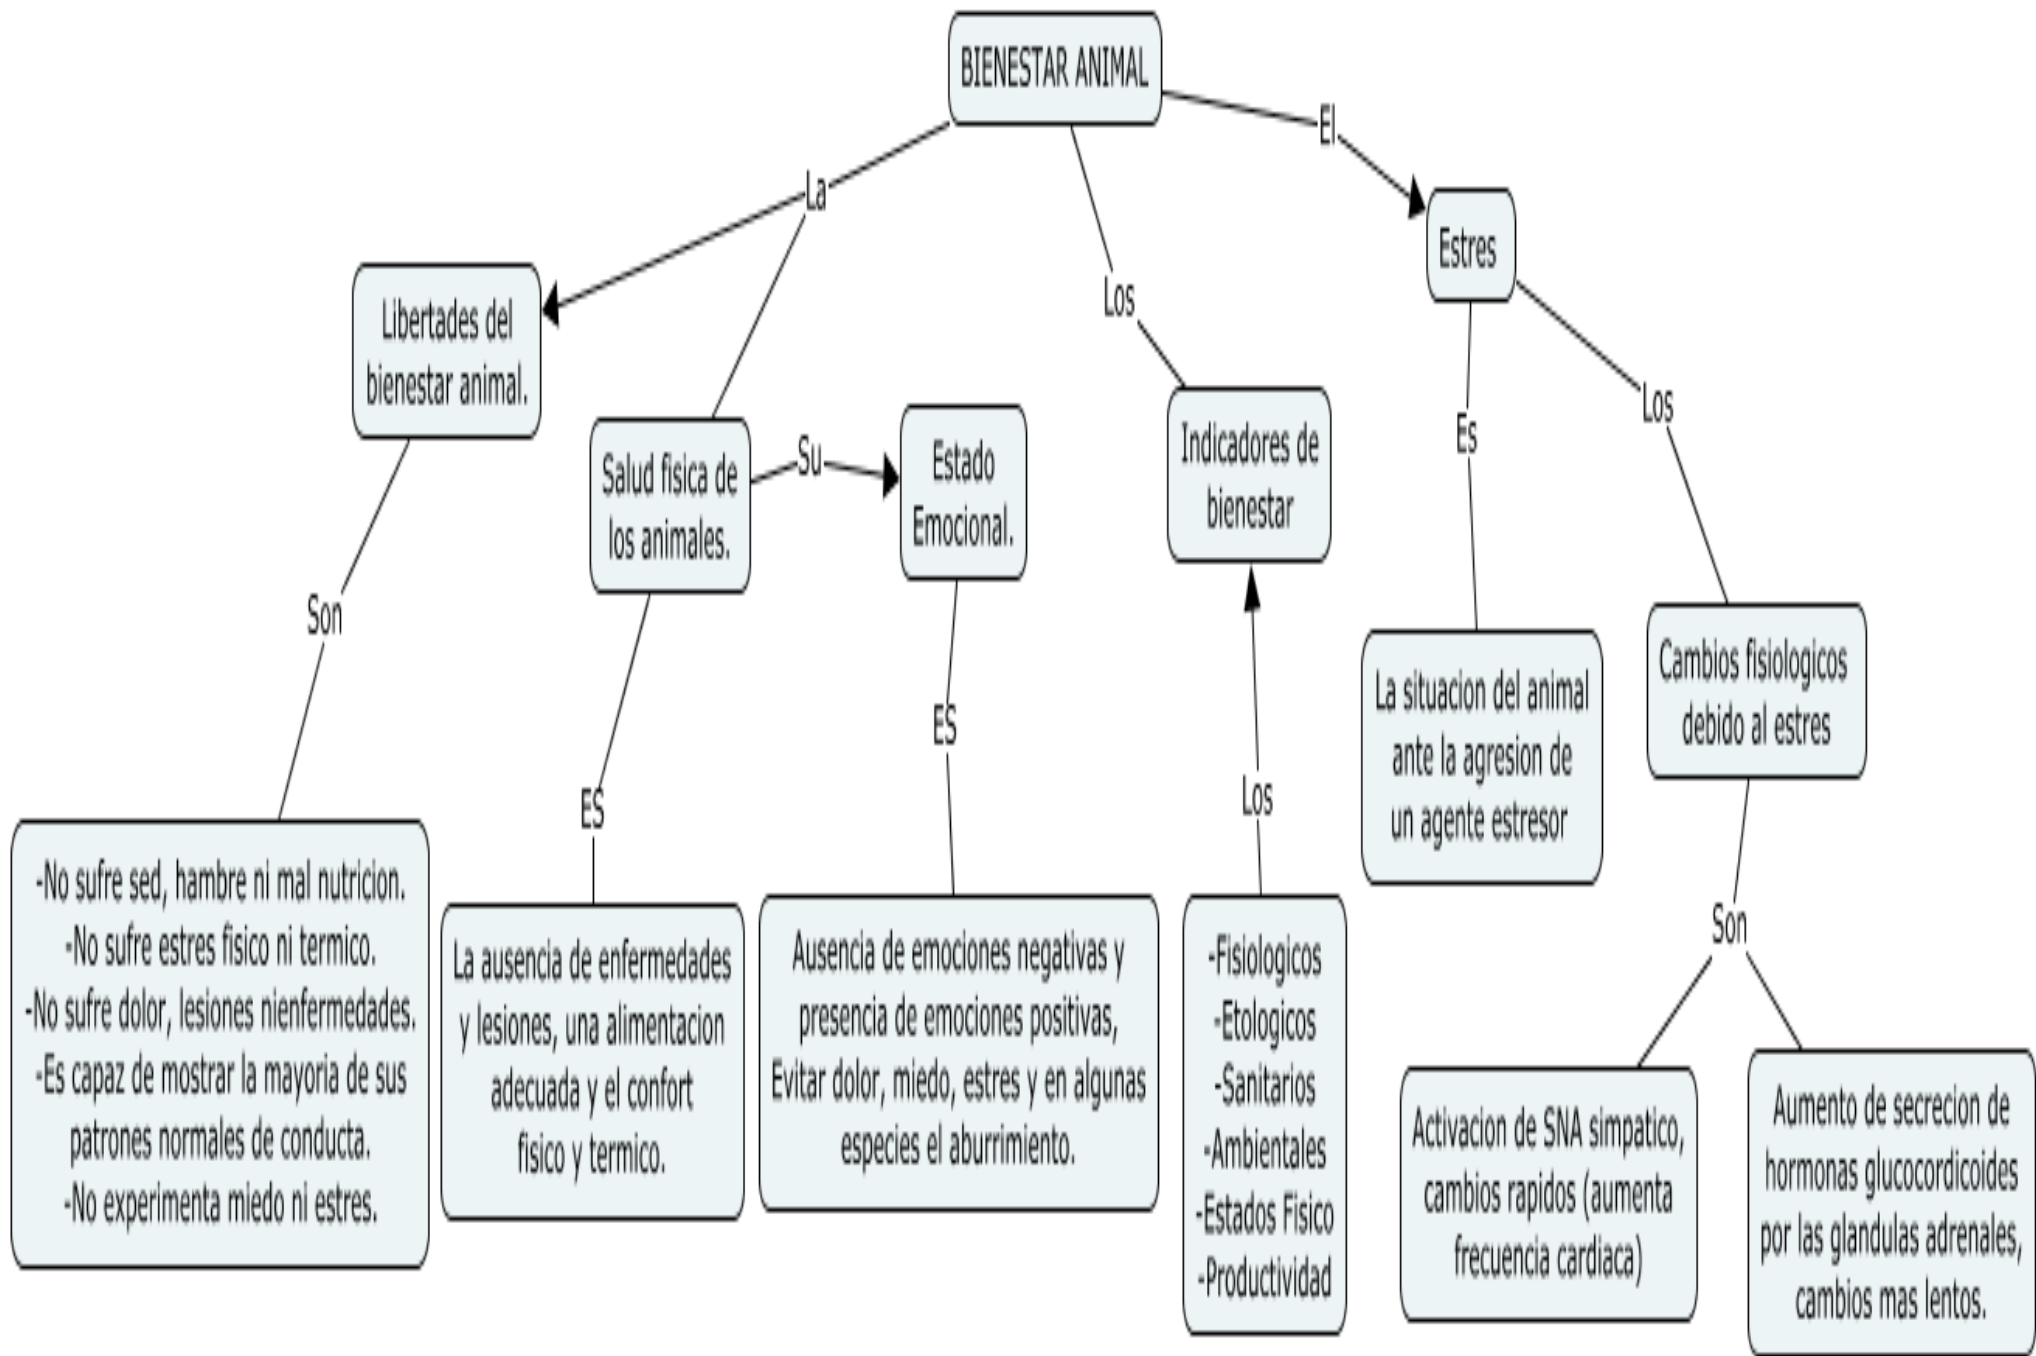 BIENESTAR ANIMAL
El
La
Estres
Libertades del
bienestar animal.
Los
Los
Salud fisica de
los animales.
Su
Estado
Emocional.
Indicadores de
bienestar
Es
Son
ES
ES
Los
La situacion del animal
ante la agresion de
un agente estresor
Cambios fisiologicos
debido al estres
Son
-No sufre sed, hambre ni mal nutricion.
-No sufre estres fisico ni termico.
-No sufre dolor, lesiones nienfermedades.
-Es capaz de mostrar la mayoria de sus
patrones normales de conducta.
-No experimenta miedo ni estres.
La ausencia de enfermedades
y lesiones, una alimentacion
adecuada y el confort
fisico y termico.
Ausencia de emociones negativas y
presencia de emociones positivas,
Evitar dolor, miedo, estres y en algunas
especies el aburrimiento.
-Fisiologicos
-Etologicos
-Sanitarios
-Ambientales
-Estados Fisico
-Productividad
Activacion de SNA simpatico,
cambios rapidos (aumenta
frecuencia cardiaca)
Aumento de secrecion de
hormonas glucocordicoides
por las glandulas adrenales,
cambios mas lentos.